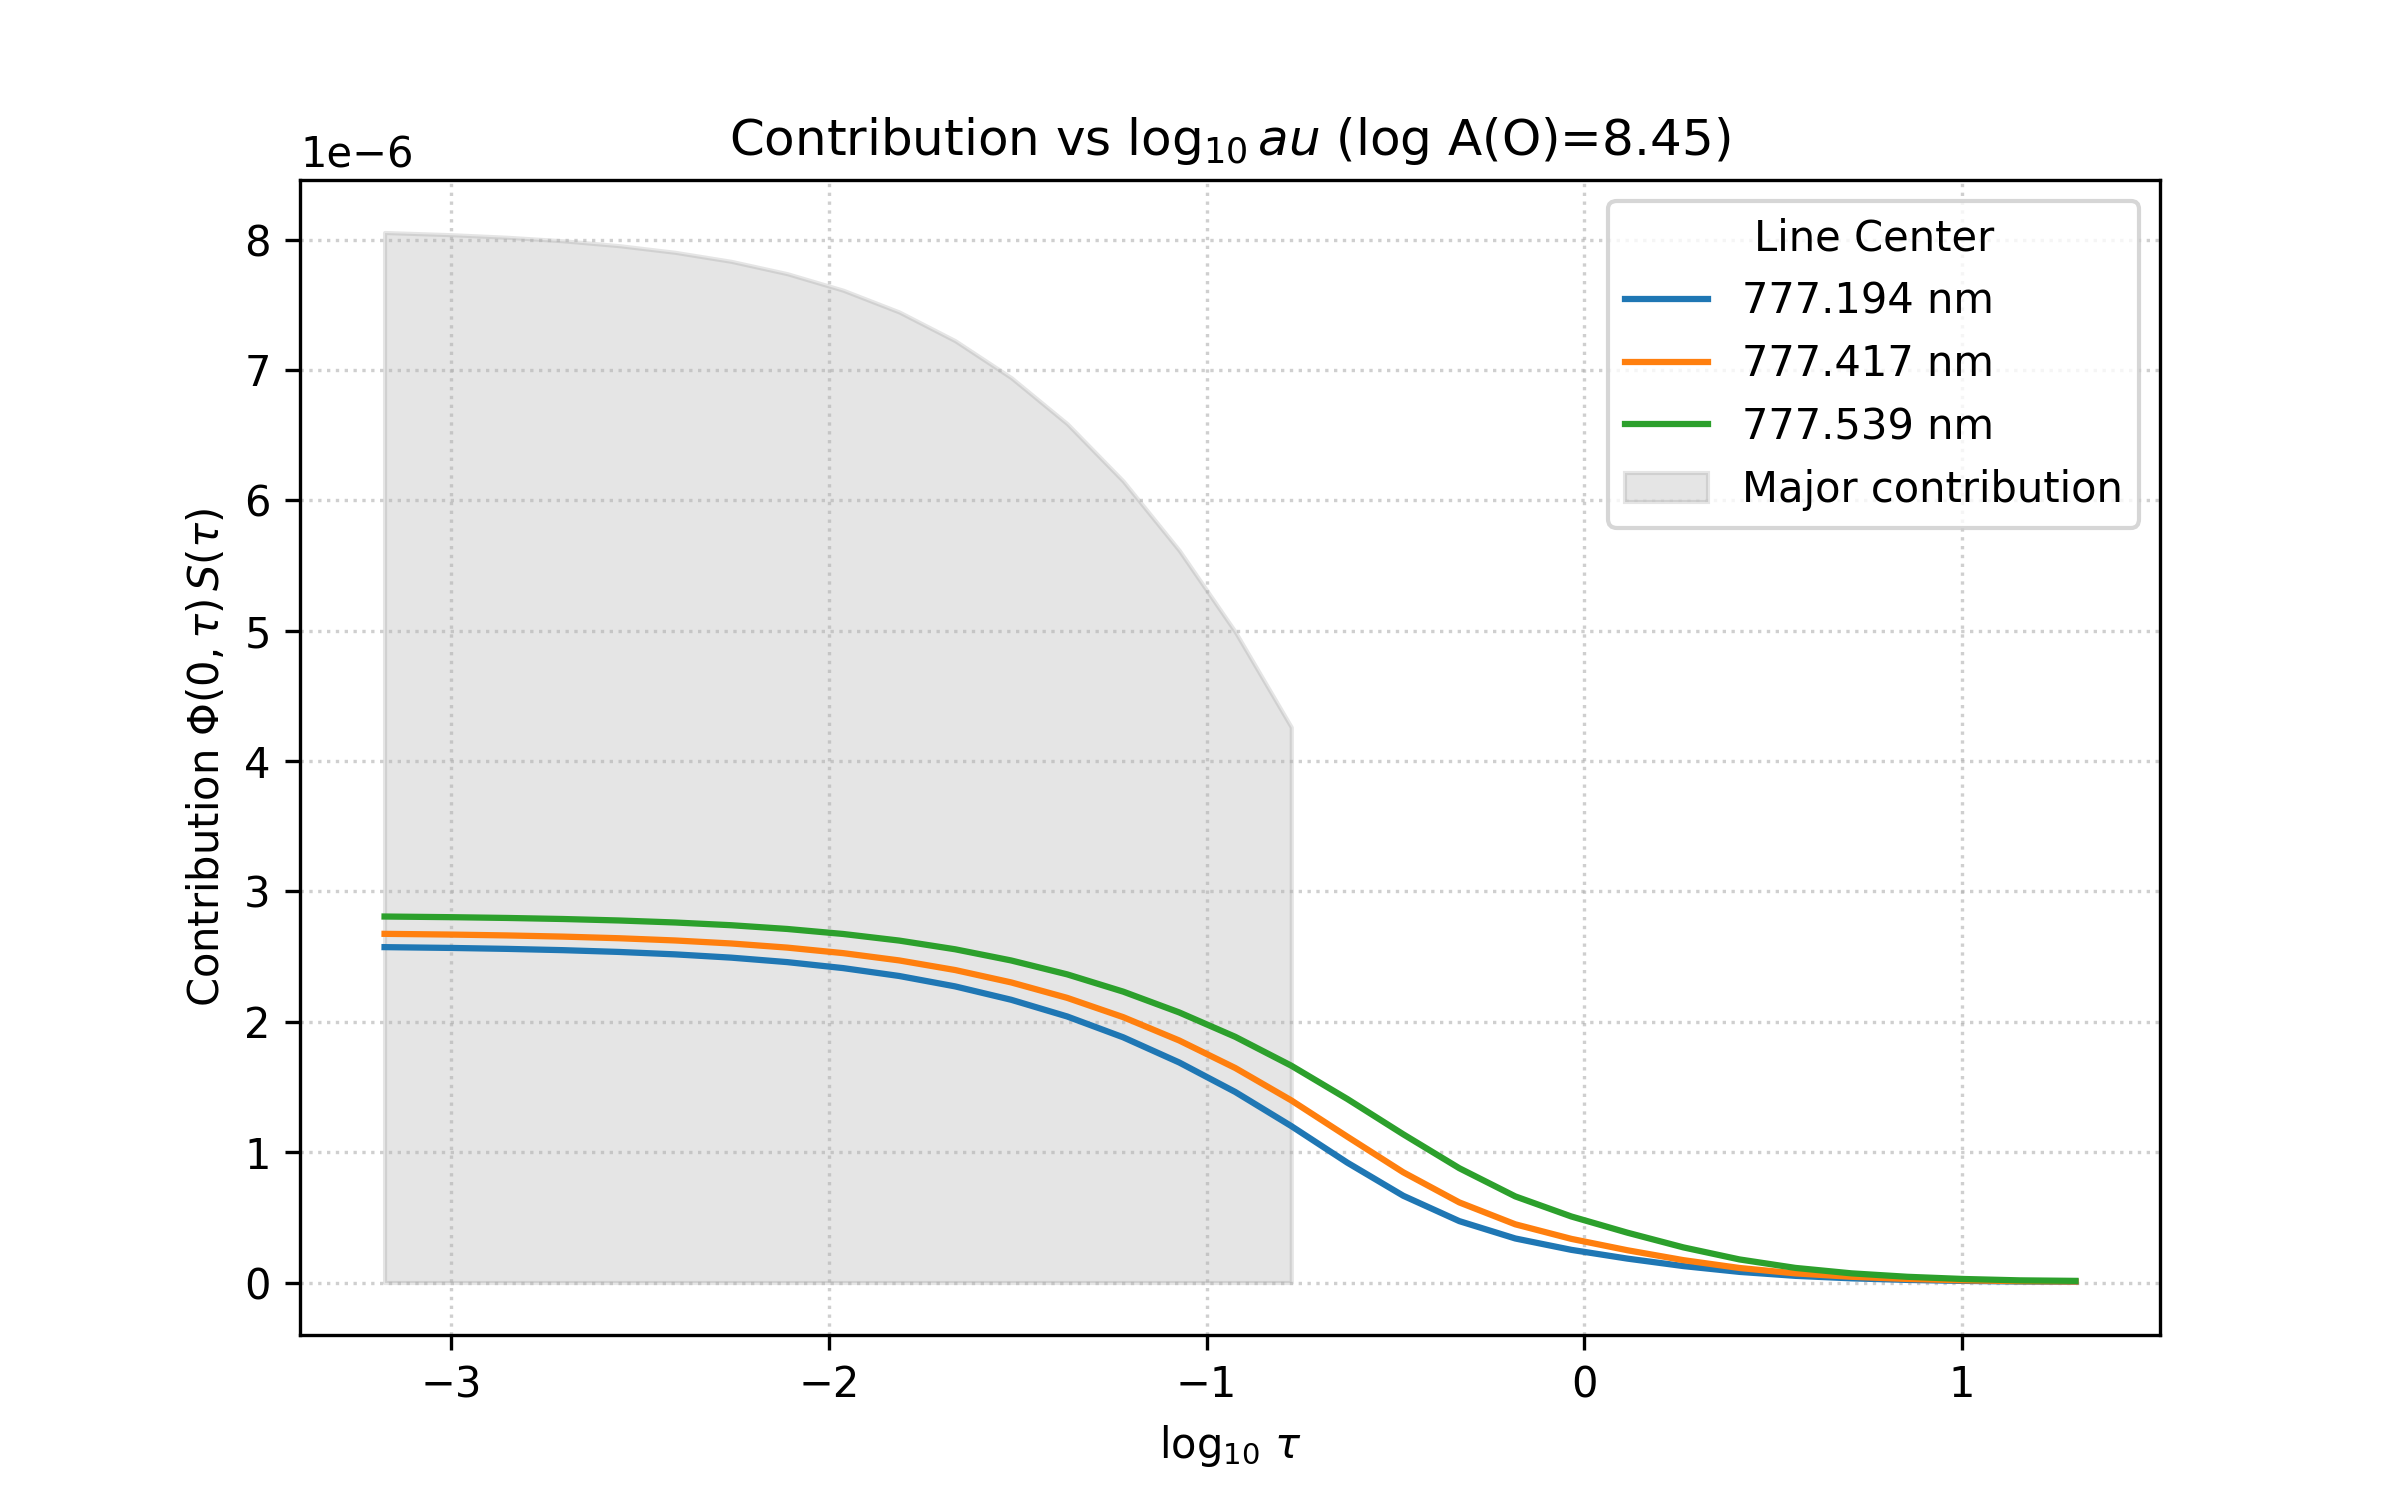 Contribution vs log₁₀ au (log A(O)=8.45)
1e−6
8
7
6
5
4
3
2
1
0
Contribution Φ(0, τ) S(τ)
Line Center
777.194 nm
777.417 nm
777.539 nm
Major contribution
−3 −2 −1 0 1
log₁₀ τ